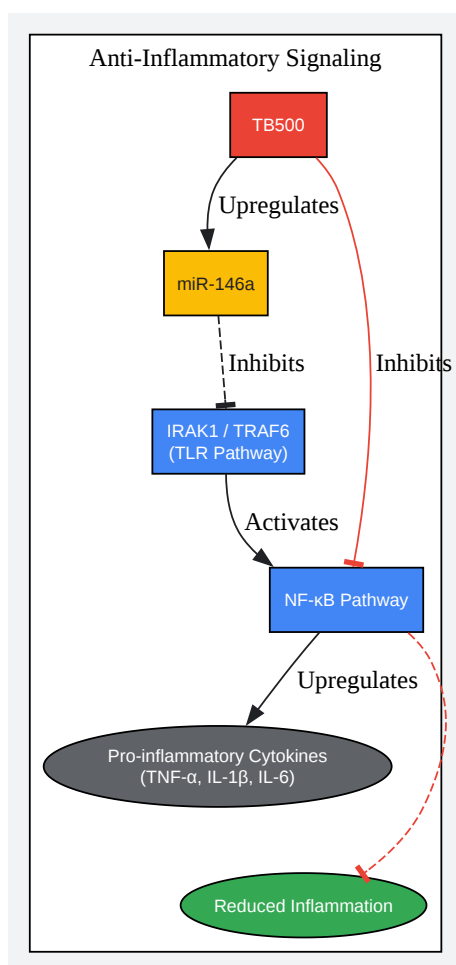 Anti-Inflammatory Signaling
TB500
Upregulates
miR-146a
Inhibits
Inhibits
IRAK1 / TRAF6
(TLR Pathway)
Activates
NF-κB Pathway
Upregulates
Pro-inflammatory Cytokines
(TNF-α, IL-1β, IL-6)
Reduced Inflammation